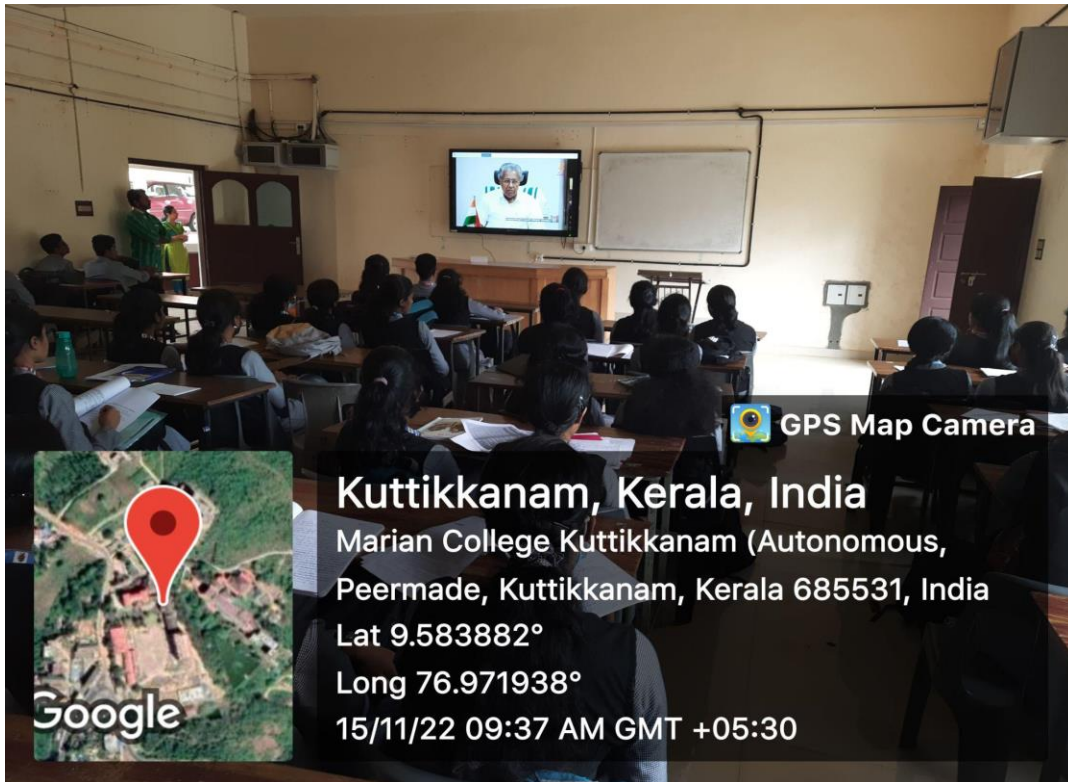 GPS Map Camera
Kuttikkanam, Kerala, India
Marian College Kuttikkanam (Autonomous,
Peermade, Kuttikkanam, Kerala 685531, India
Lat 9.583882°
Long 76.971938°
15/11/22 09:37 AM GMT +05:30
Google